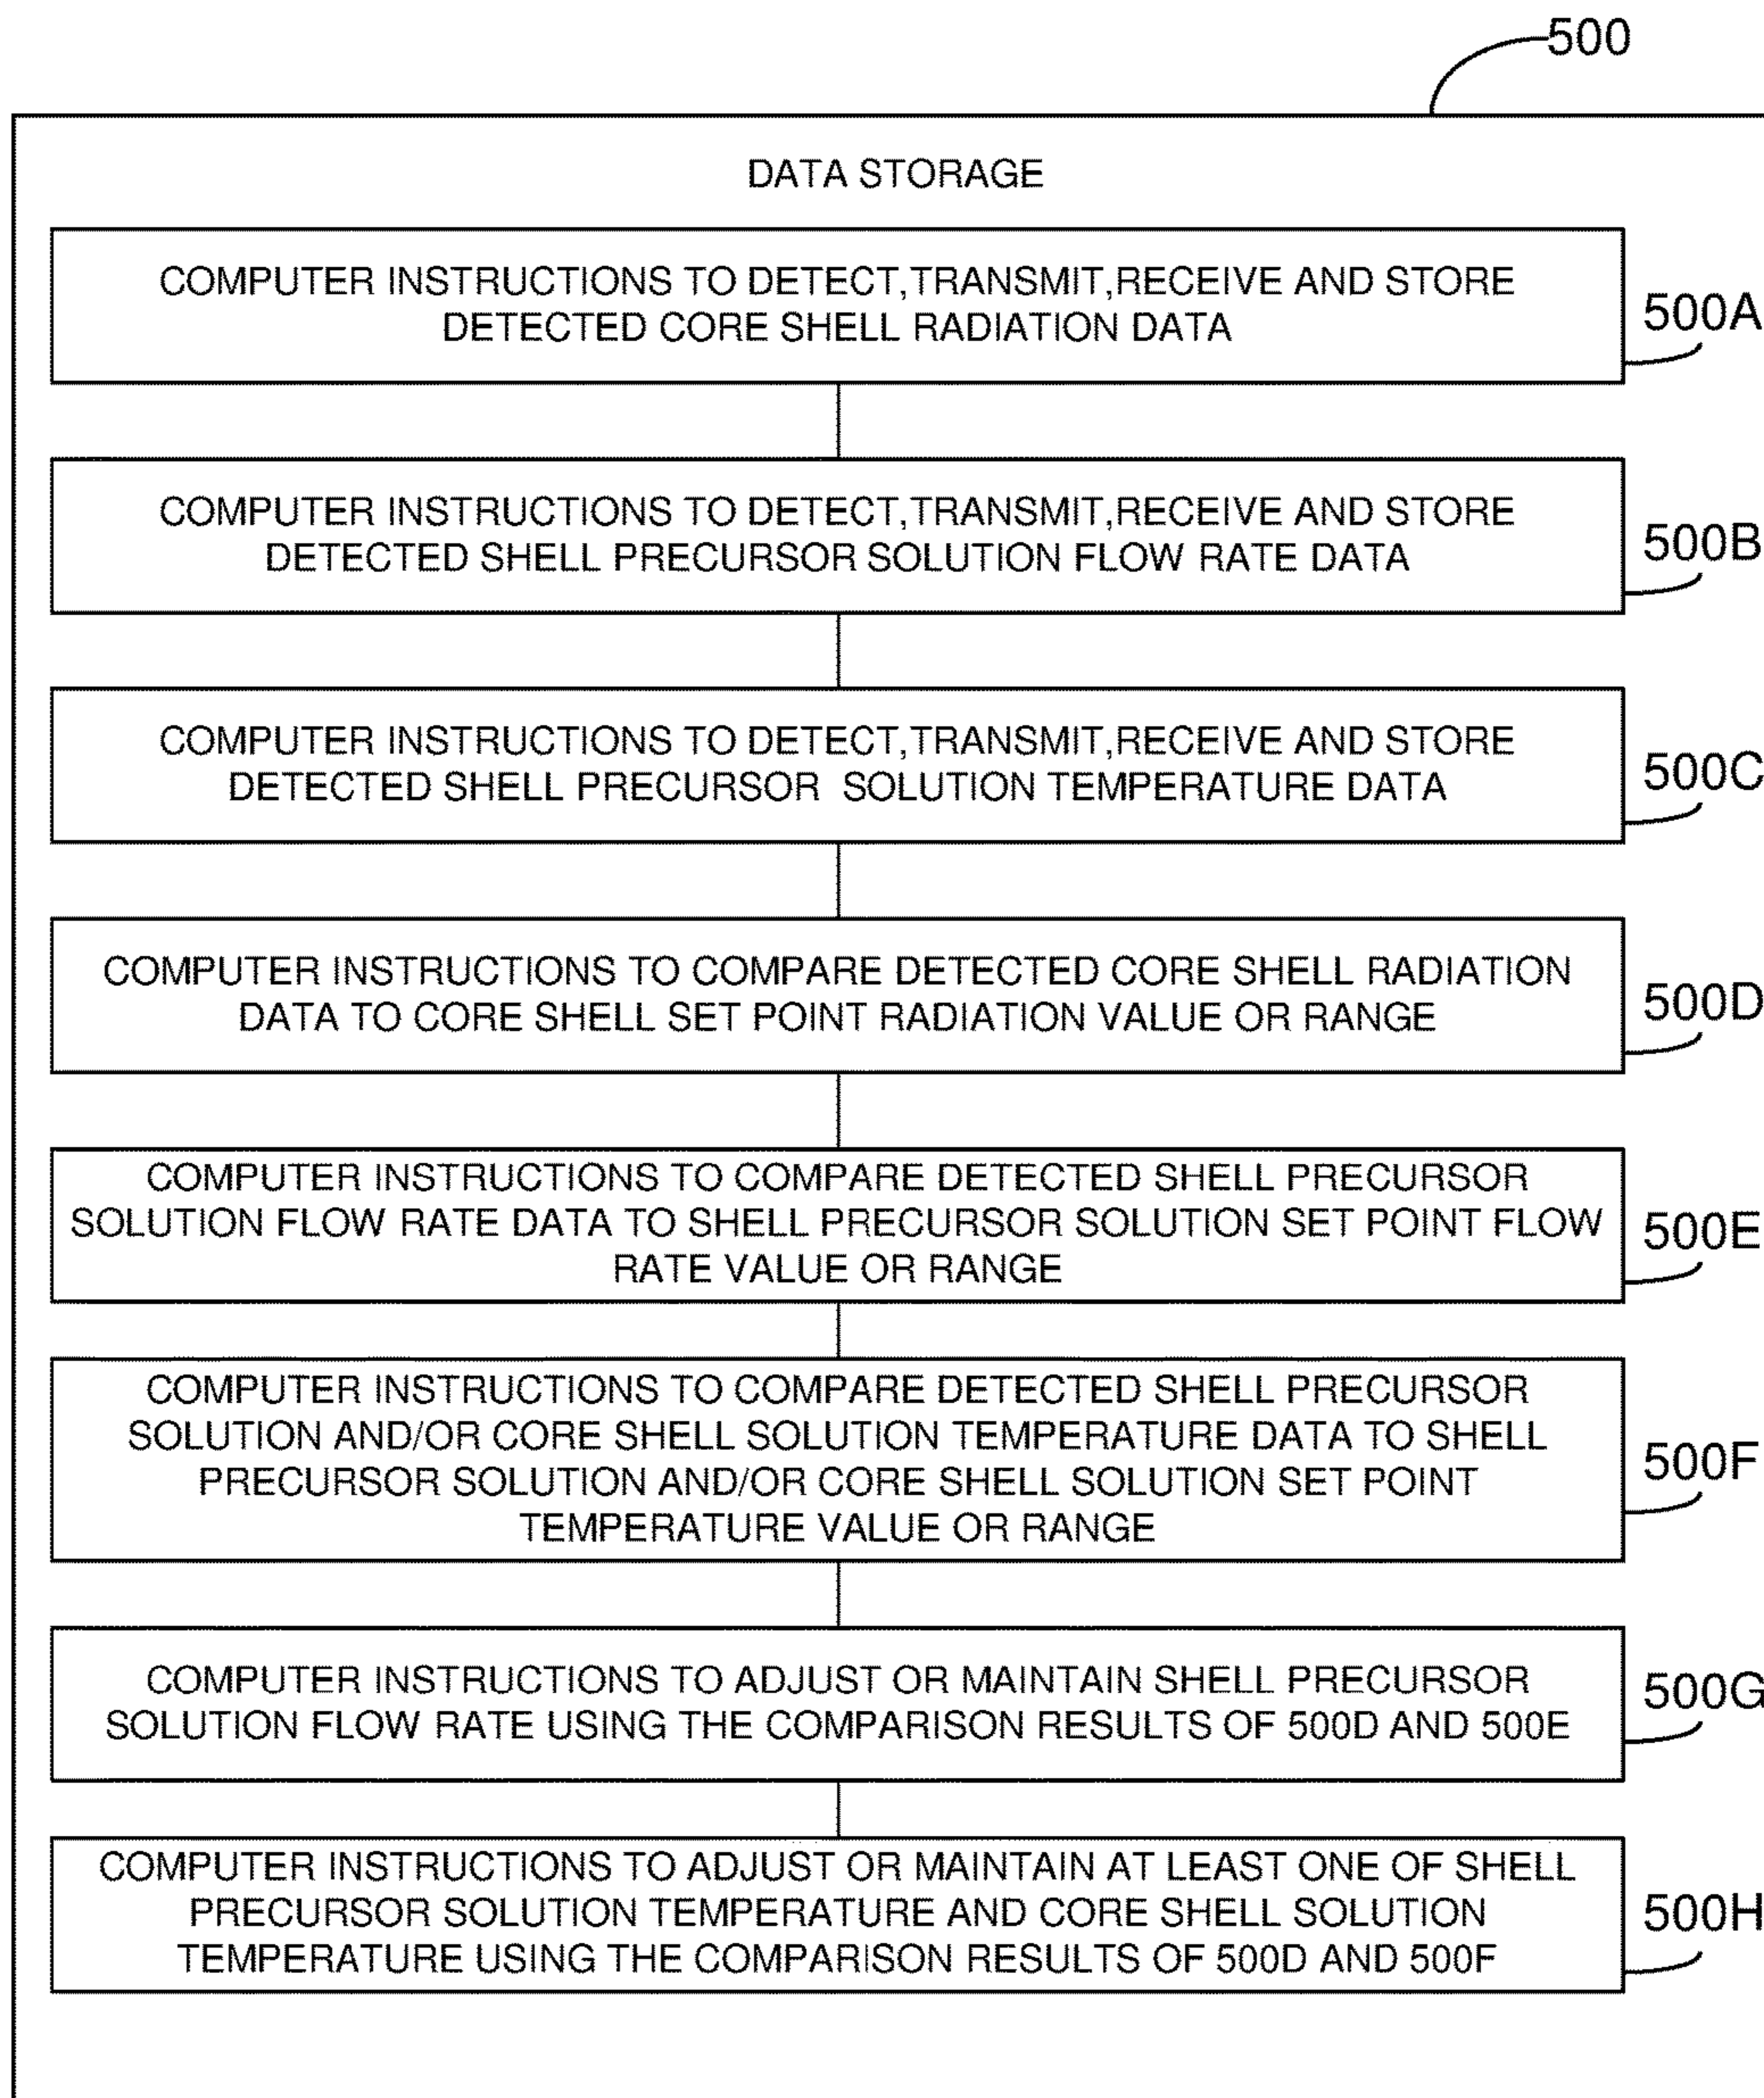 500
DATA STORAGE
COMPUTER INSTRUCTIONS TO DETECT,TRANSMIT,RECEIVE AND STORE
DETECTED CORE SHELL RADIATION DATA
500A
COMPUTER INSTRUCTIONS TO DETECT,TRANSMIT,RECEIVE AND STORE
DETECTED SHELL PRECURSOR SOLUTION FLOW RATE DATA
500B
COMPUTER INSTRUCTIONS TO DETECT,TRANSMIT,RECEIVE AND STORE
DETECTED SHELL PRECURSOR SOLUTION TEMPERATURE DATA
500C
COMPUTER INSTRUCTIONS TO COMPARE DETECTED CORE SHELL RADIATION
DATA TO CORE SHELL SET POINT RADIATION VALUE OR RANGE
500D
COMPUTER INSTRUCTIONS TO COMPARE DETECTED SHELL PRECURSOR
SOLUTION FLOW RATE DATA TO SHELL PRECURSOR SOLUTION SET POINT FLOW
RATE VALUE OR RANGE
500E
COMPUTER INSTRUCTIONS TO COMPARE DETECTED SHELL PRECURSOR
SOLUTION AND/OR CORE SHELL SOLUTION TEMPERATURE DATA TO SHELL
PRECURSOR SOLUTION AND/OR CORE SHELL SOLUTION SET POINT
TEMPERATURE VALUE OR RANGE
500F
COMPUTER INSTRUCTIONS TO ADJUST OR MAINTAIN SHELL PRECURSOR
SOLUTION FLOW RATE USING THE COMPARISON RESULTS OF 500D AND 500E
500G
COMPUTER INSTRUCTIONS TO ADJUST OR MAINTAIN AT LEAST ONE OF SHELL
PRECURSOR SOLUTION TEMPERATURE AND CORE SHELL SOLUTION
TEMPERATURE USING THE COMPARISON RESULTS OF 500D AND 500F
500H